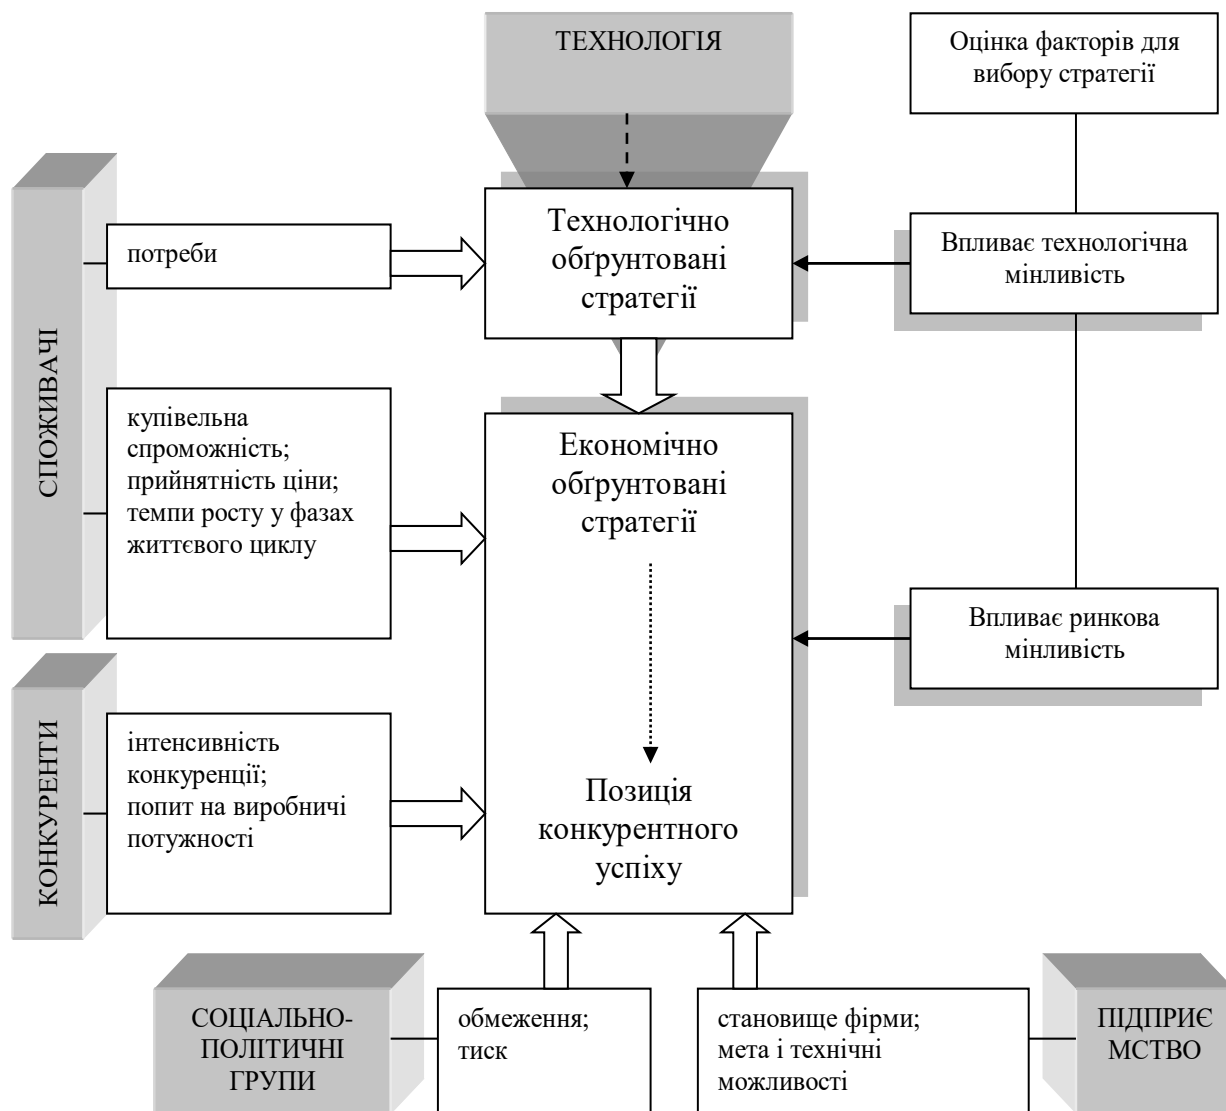 ТЕХНОЛОГІЯ
Оцінка факторів для
вибору стратегії
СПОЖИВАЧІ
потреби
Технологічно
обґрунтовані
стратегії
Впливає технологічна
мінливість
купівельна
спроможність;
прийнятність ціни;
темпи росту у фазах
життєвого циклу
Економічно
обґрунтовані
стратегії
Впливає ринкова
мінливість
КОНКУРЕНТИ
інтенсивність
конкуренції;
попит на виробничі
потужності
Позиція
конкурентного
успіху
СОЦІАЛЬНО-
ПОЛІТИЧНІ
ГРУПИ
обмеження;
тиск
становище фірми;
мета і технічні
можливості
ПІДПРИЄ
МСТВО